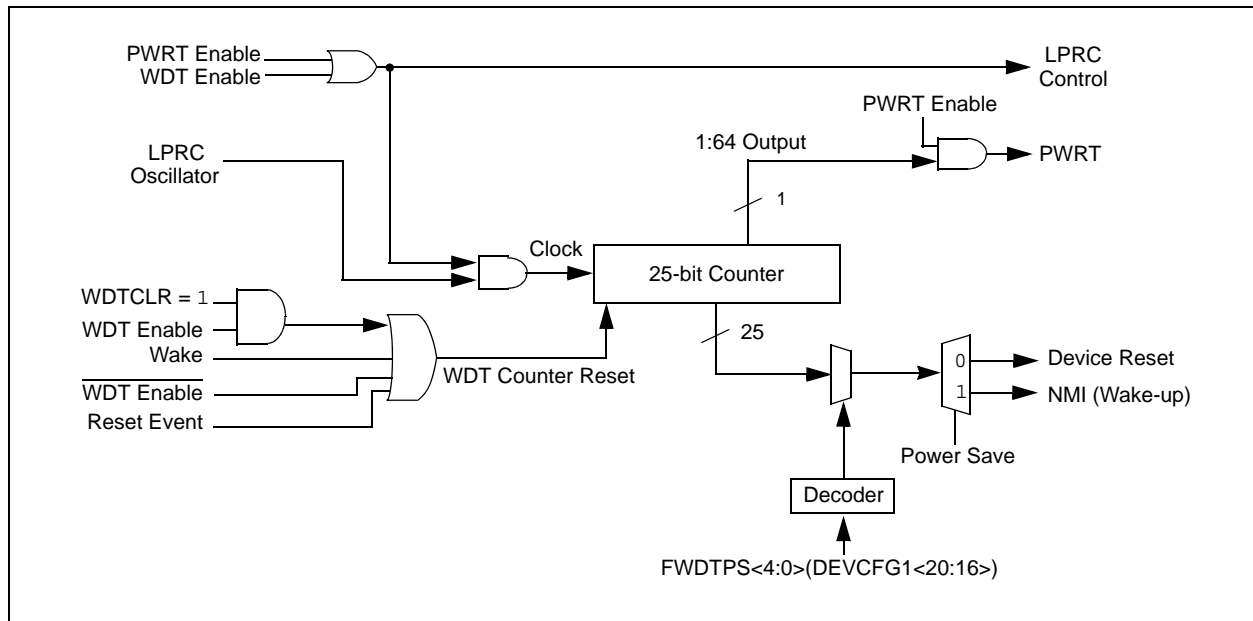 PWRT Enable
WDT Enable
LPRC
Control
PWRT Enable
1:64 Output
PWRT
LPRC
Oscillator
1
Clock
25-bit Counter
WDTCLR = 1
WDT Enable
Wake
WDT Enable
Reset Event
WDT Counter Reset
25
0
1
Device Reset
NMI (Wake-up)
Power Save
Decoder
FWDTPS<4:0>(DEVCFG1<20:16>)